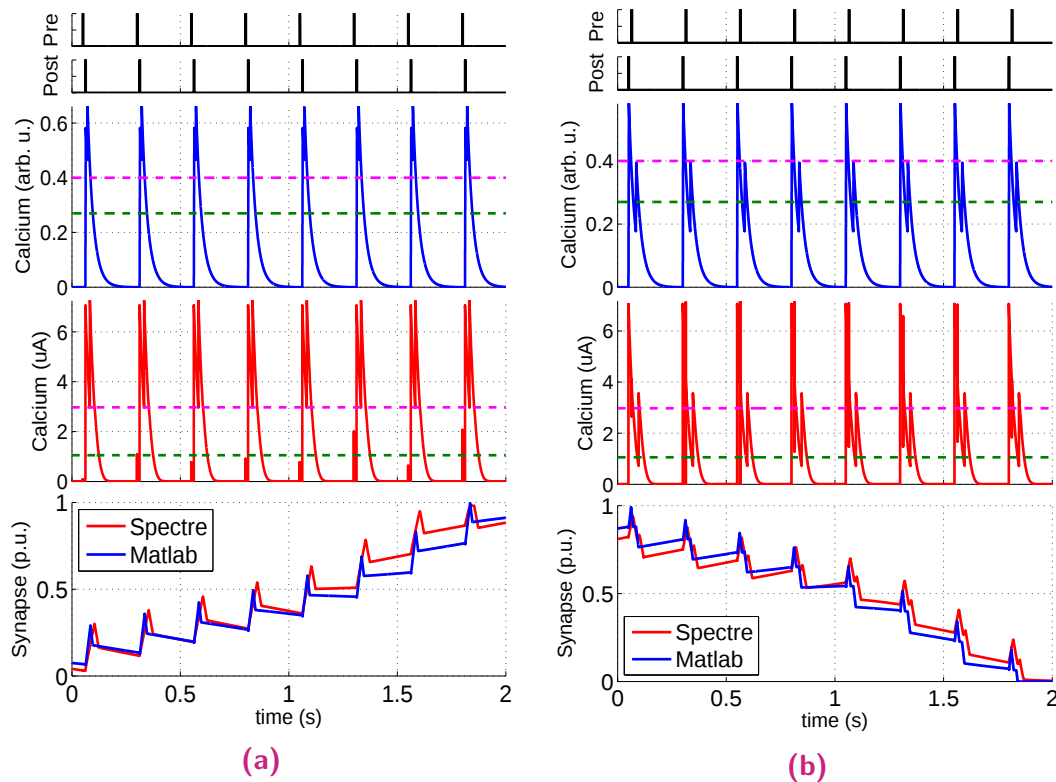 Pre
Post
Calcium (arb. u.)
0.6
0.4
0.2
0
Calcium (uA)
6
4
2
0
Synapse (p.u.)
1
0.5
0
Spectre
Matlab
0 0.5 1 1.5 2
time (s)
(a)
Pre
Post
Calcium (arb. u.)
0.4
0.2
0
Calcium (uA)
6
4
2
0
Synapse (p.u.)
1
0.5
0
Spectre
Matlab
0 0.5 1 1.5 2
time (s)
(b)